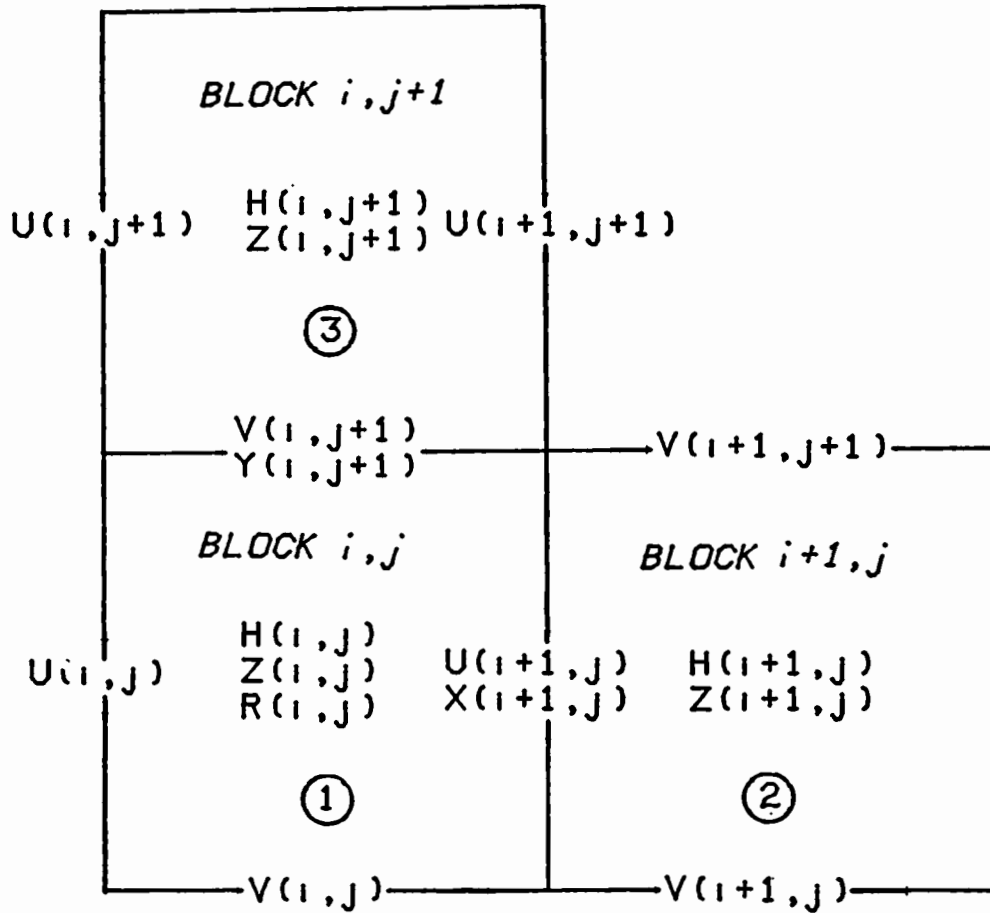 BLOCK i,j+1
H(i,j+1)
U(i,j+1) Z(i,j+1) U(i+1,j+1)
3
V(i,j+1)
Y(i,j+1) V(i+1,j+1)
BLOCK i,j BLOCK i+1,j
H(i,j)
U(i,j) Z(i,j) U(i+1,j) H(i+1,j)
R(i,j) X(i+1,j) Z(i+1,j)
1 2
V(i,j) V(i+1,j)